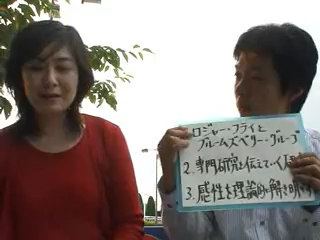 ロジャー・フライと
ブルームズベリー・グループ
2. 専門研究を伝えていく
3. 感性を理論的に解き明かす